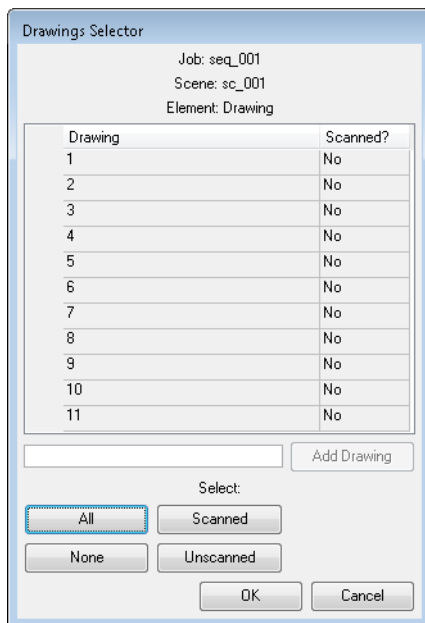 Drawings Selector
Job: seq_001
Scene: sc_001
Element: Drawing
Drawing Scanned?
1 No
2 No
3 No
4 No
5 No
6 No
7 No
8 No
9 No
10 No
11 No
Add Drawing
Select:
All Scanned
None Unscanned
OK Cancel